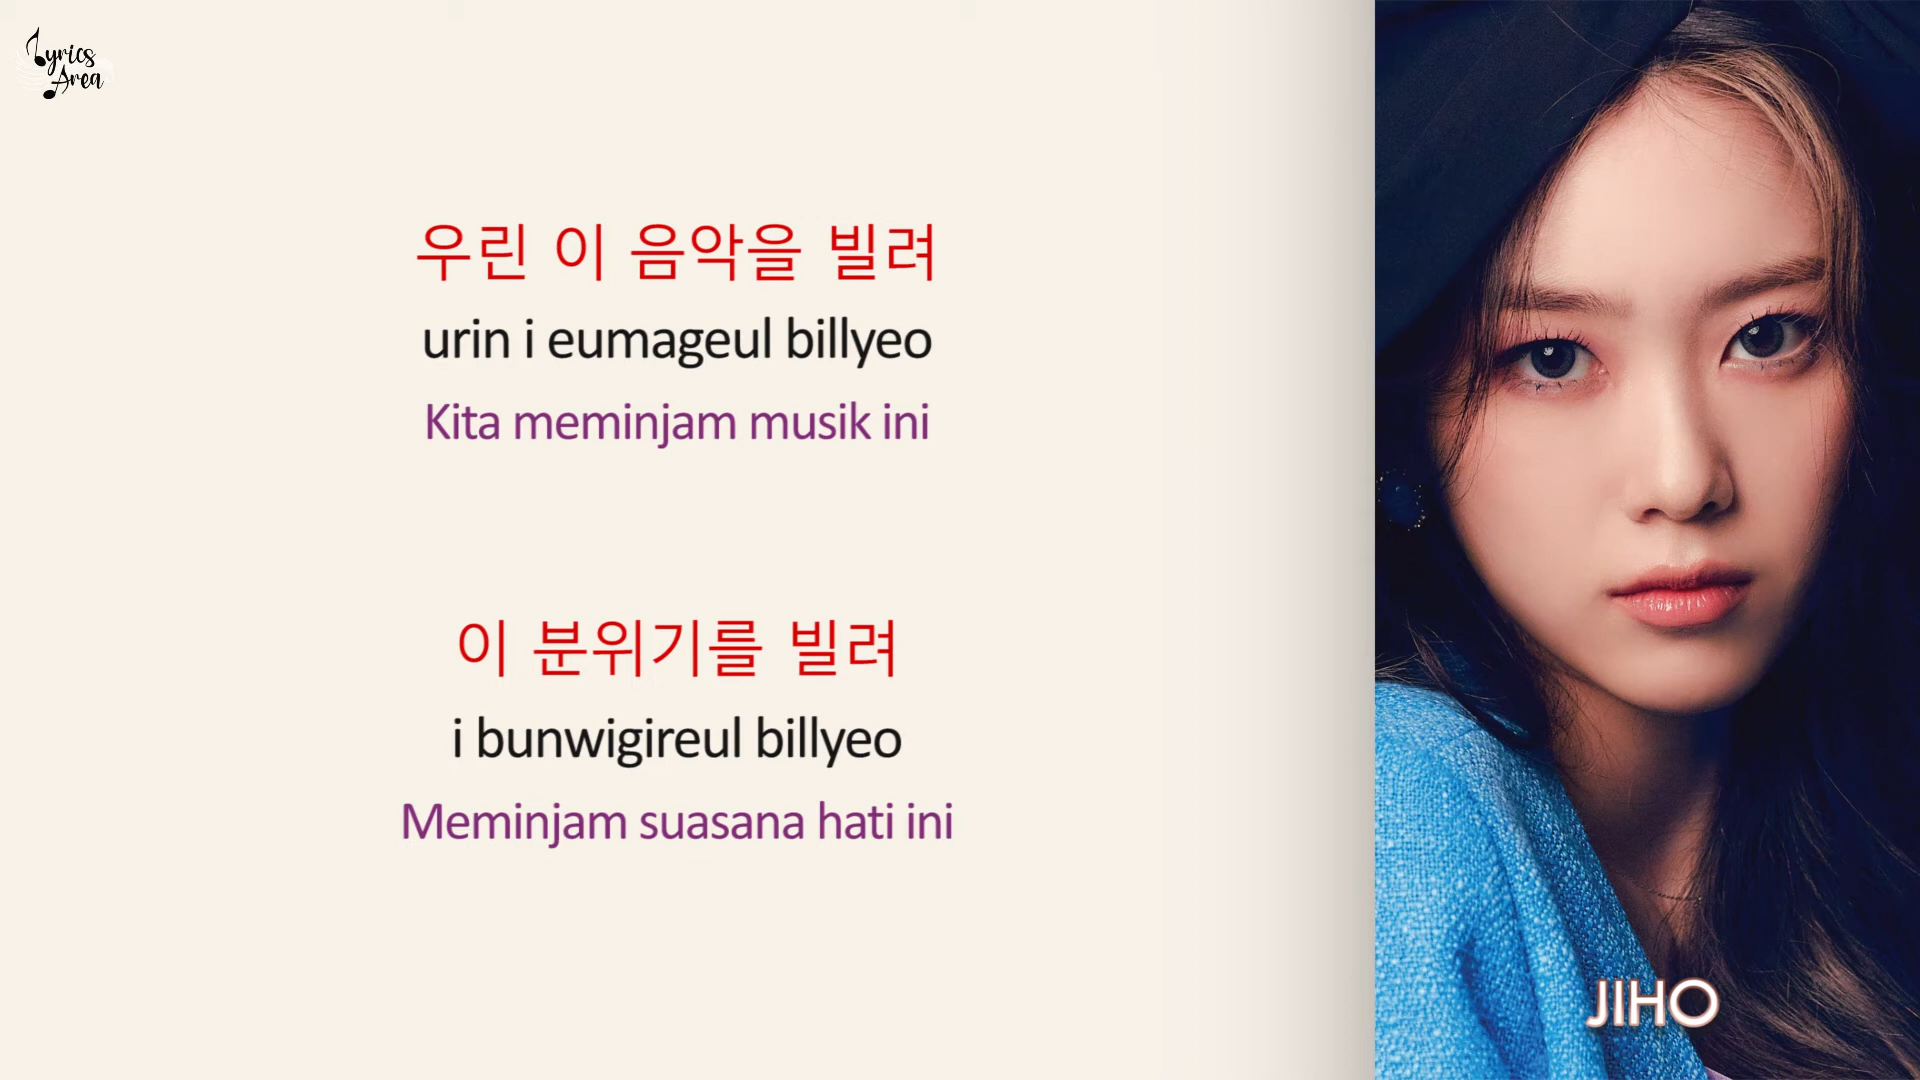 Lyrics
Area
우린 이 음악을 빌려
urin i eumageul billyeo
Kita meminjam musik ini
이 분위기를 빌려
i bunwigireul billyeo
Meminjam suasana hati ini
JIHO